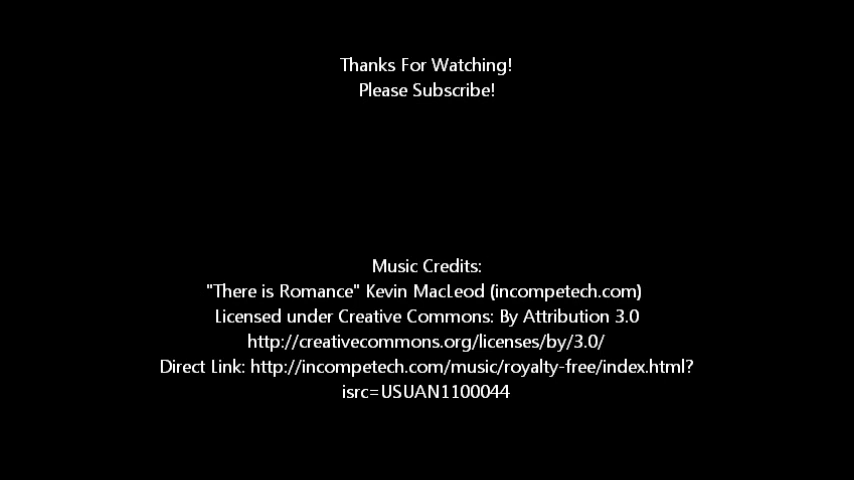 Thanks For Watching!
Please Subscribe!
Music Credits:
"There is Romance" Kevin MacLeod (incompetech.com)
Licensed under Creative Commons: By Attribution 3.0
http://creativecommons.org/licenses/by/3.0/
Direct Link: http://incompetech.com/music/royalty-free/index.html?
isrc=USUAN1100044